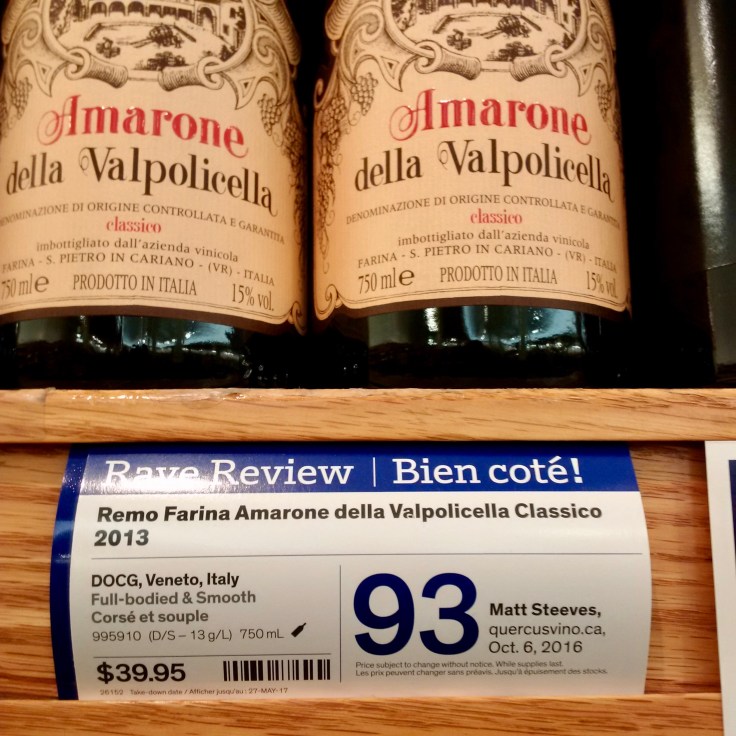 Amarone
della Valpolicella
DENOMINAZIONE DI ORIGINE CONTROLLATA E GARANTITA
classico
imbottigliato dall'azienda vinicola
FARINA - S. PIETRO IN CARIANO - (VR) - ITALIA
750 ml e PRODOTTO IN ITALIA 15% vol.
Amarone
della Valpolicella
DENOMINAZIONE DI ORIGINE CONTROLLATA E GARANTITA
classico
imbottigliato dall'azienda vinicola
FARINA - S. PIETRO IN CARIANO - (VR) - ITALIA
750 ml e PRODOTTO IN ITALIA 15% vol.
Rave Review | Bien coté!
Remo Farina Amarone della Valpolicella Classico
2013
DOCG, Veneto, Italy
Full-bodied & Smooth
Corsé et souple
995910 (D/S – 13 g/L) 750 mL
$39.95
26152 Take-down date / Afficher jusqu'au : 27-MAY-17
93
Matt Steeves,
quercusvino.ca,
Oct. 6, 2016
Price subject to change without notice. While supplies last.
Les prix peuvent changer sans préavis. Jusqu'à épuisement des stocks.